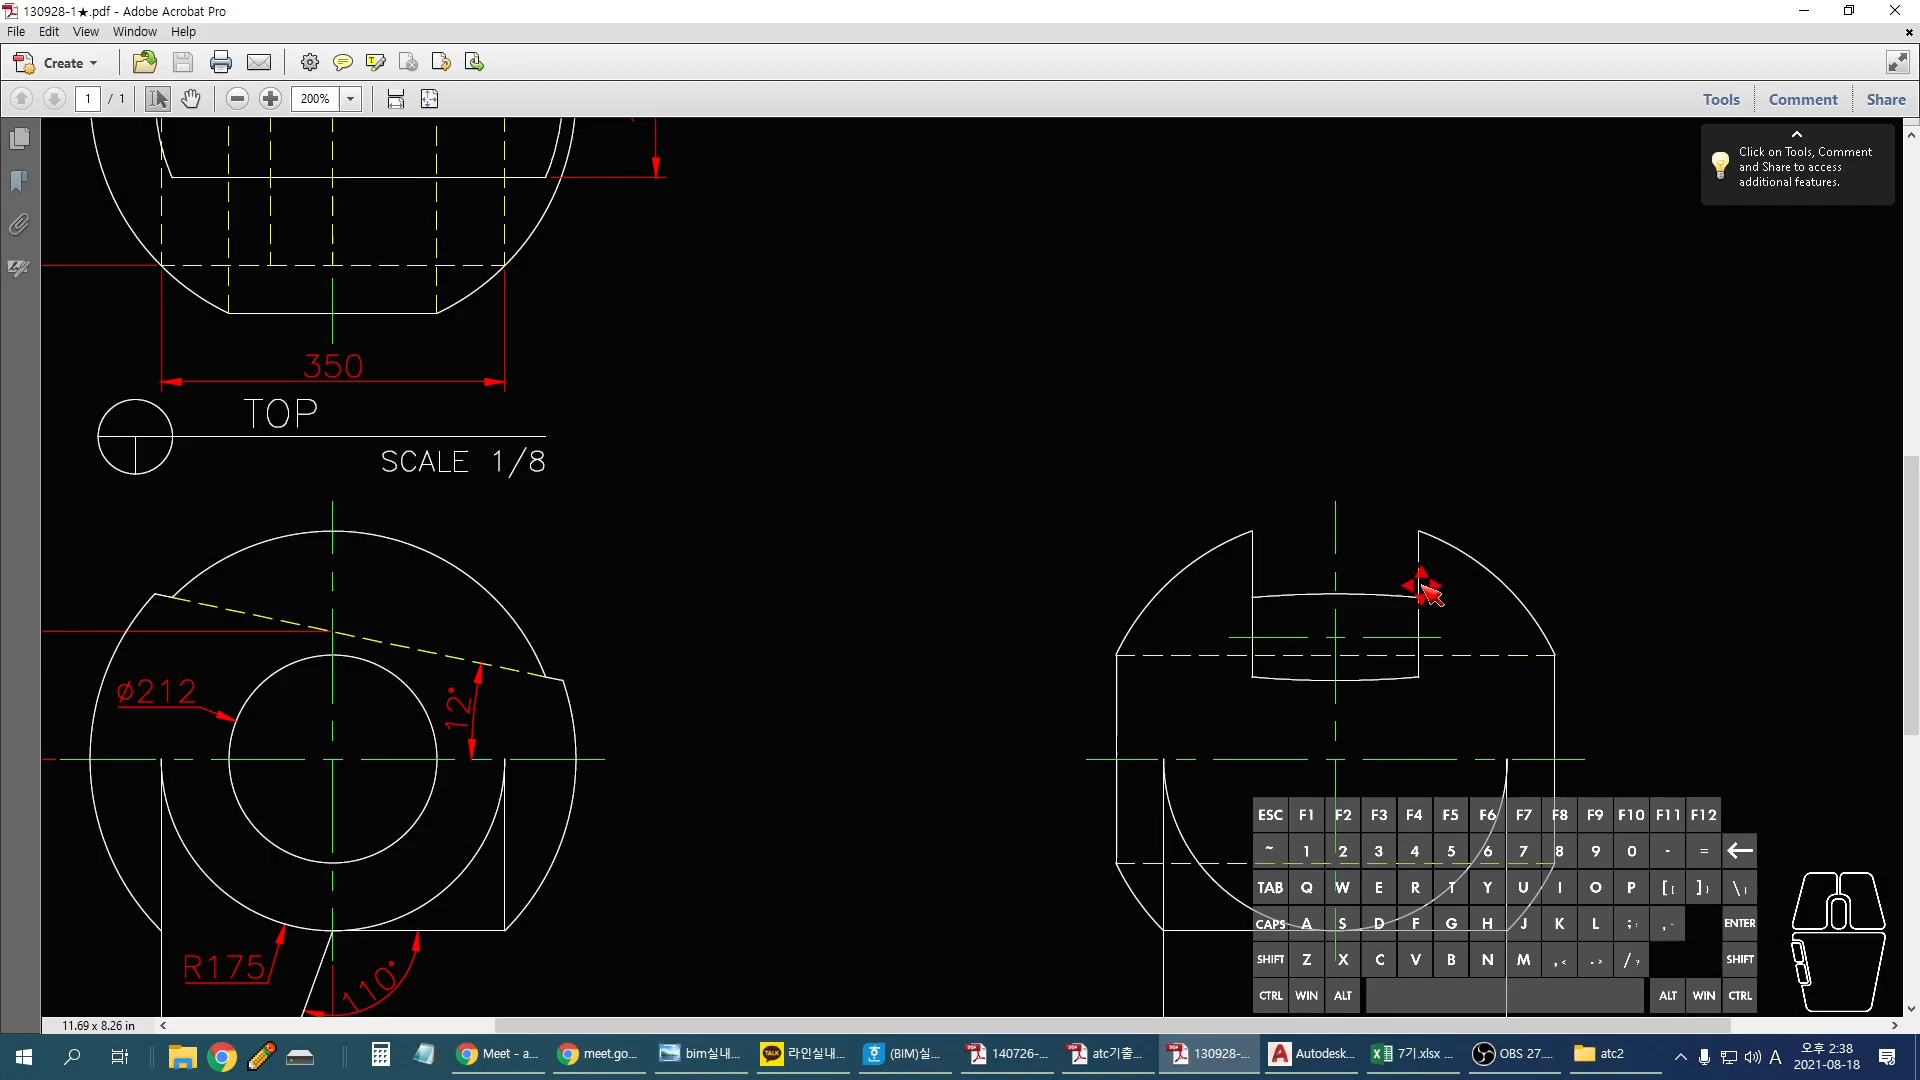 130928-1★.pdf - Adobe Acrobat Pro
File Edit View Window Help
Create
1 / 1 200% Tools Comment Share
Click on Tools, Comment
and Share to access
additional features.
350
TOP
SCALE 1/8
ø212
12°
R175
110°
ESC F1 F2 F3 F4 F5 F6 F7 F8 F9 F10 F11 F12
~ 1 2 3 4 5 6 7 8 9 0 - =
TAB Q W E R T Y U I O P [{ ]} \|
CAPS A S D F G H J K L ;: ,. ENTER
SHIFT Z X C V B N M ,< .> /? SHIFT
CTRL WIN ALT ALT WIN CTRL
11.69 x 8.26 in
Meet - a... meet.go... bim실내... TALK 라인실내... (BIM)실... 140726-... atc기출... 130928-... Autodesk... 7기.xlsx ... OBS 27.... atc2 A 오후 2:38
2021-08-18